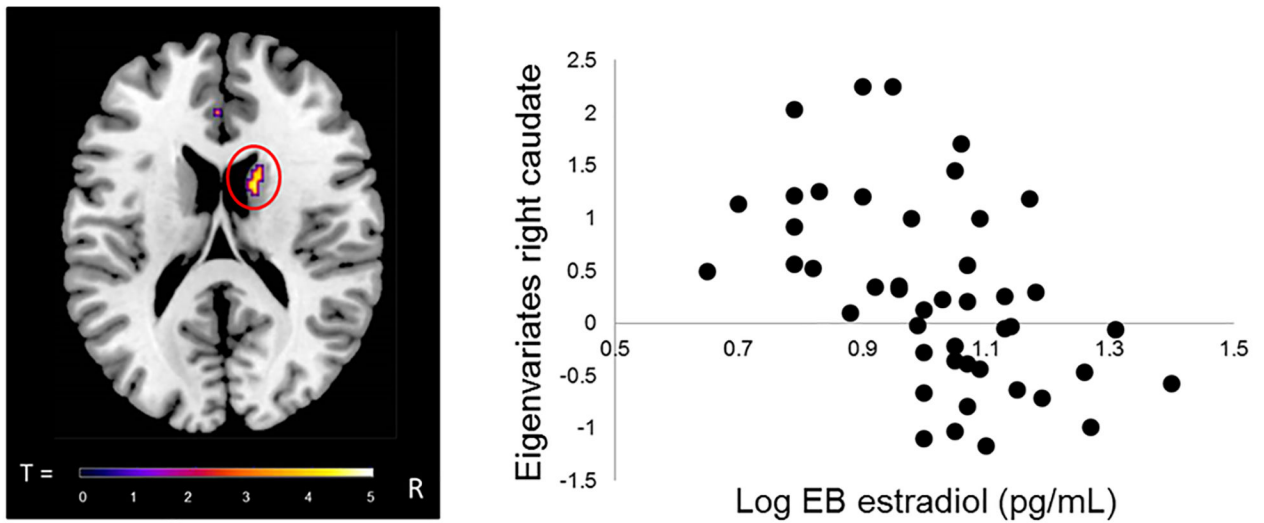 T =
0 1 2 3 4 5
R
Eigenvariates right caudate
2.5
2
1.5
1
0.5
0
-0.5
-1
-1.5
0.5 0.7 0.9 1.1 1.3 1.5
Log EB estradiol (pg/mL)